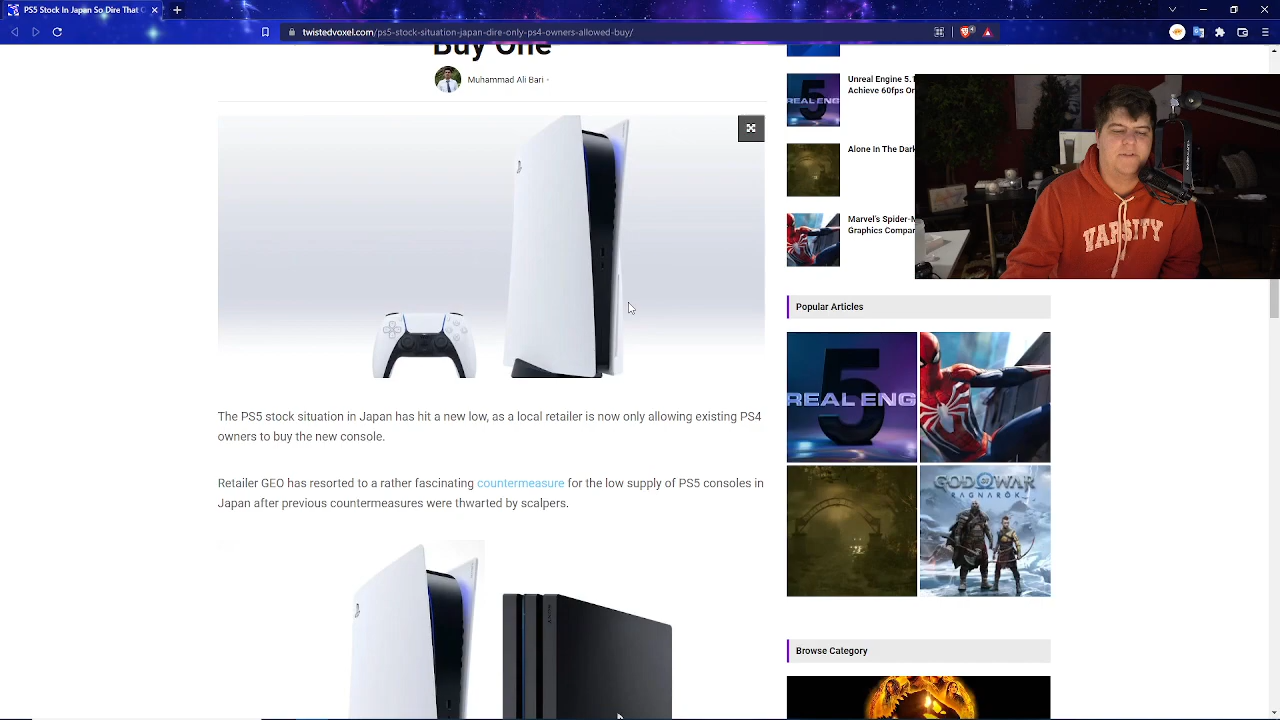 PS5 Stock In Japan So Dire That O
twistedvoxel.com/ps5-stock-situation-japan-dire-only-ps4-owners-allowed-buy/
Buy One
Muhammad Ali Bari -
Unreal Engine 5.1
Achieve 60fps On
REAL ENG
5
Alone In The Dark
Marvel's Spider-M
Graphics Compar
VARSITY
Popular Articles
5
REAL ENG
GOD OF WAR
RAGNARÖK
The PS5 stock situation in Japan has hit a new low, as a local retailer is now only allowing existing PS4
owners to buy the new console.
Retailer GEO has resorted to a rather fascinating countermeasure for the low supply of PS5 consoles in
Japan after previous countermeasures were thwarted by scalpers.
Browse Category